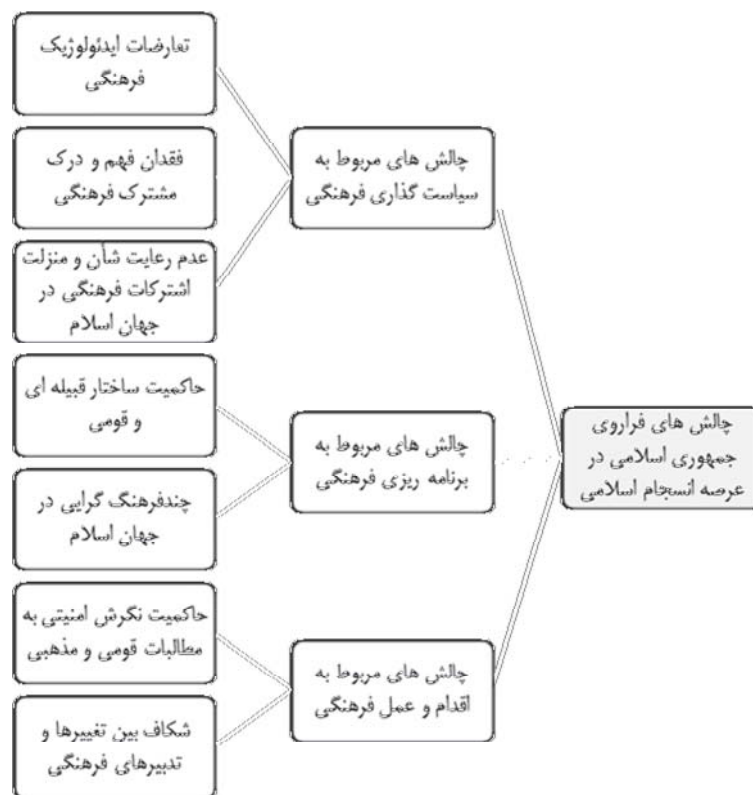 چالش های فراروی
جمهوری اسلامی در
عرصه انسجام اسلامی
چالش های مربوط به
سیاست گذاری فرهنگی
تعارضات ایدئولوژیک
فرهنگی
فقدان فهم و درک
مشترک فرهنگی
عدم رعایت شأن و منزلت
اشترکات فرهنگی در
جهان اسلام
چالش های مربوط به
برنامه ریزی فرهنگی
حاکمیت ساختار قبیله ای
و قومی
چندفرهنگ گرایی در
جهان اسلام
چالش های مربوط به
اقدام و عمل فرهنگی
حاکمیت نگرش امنیتی به
مطالبات قومی و مذهبی
شکاف بین تغییرها و
تدبیرهای فرهنگی